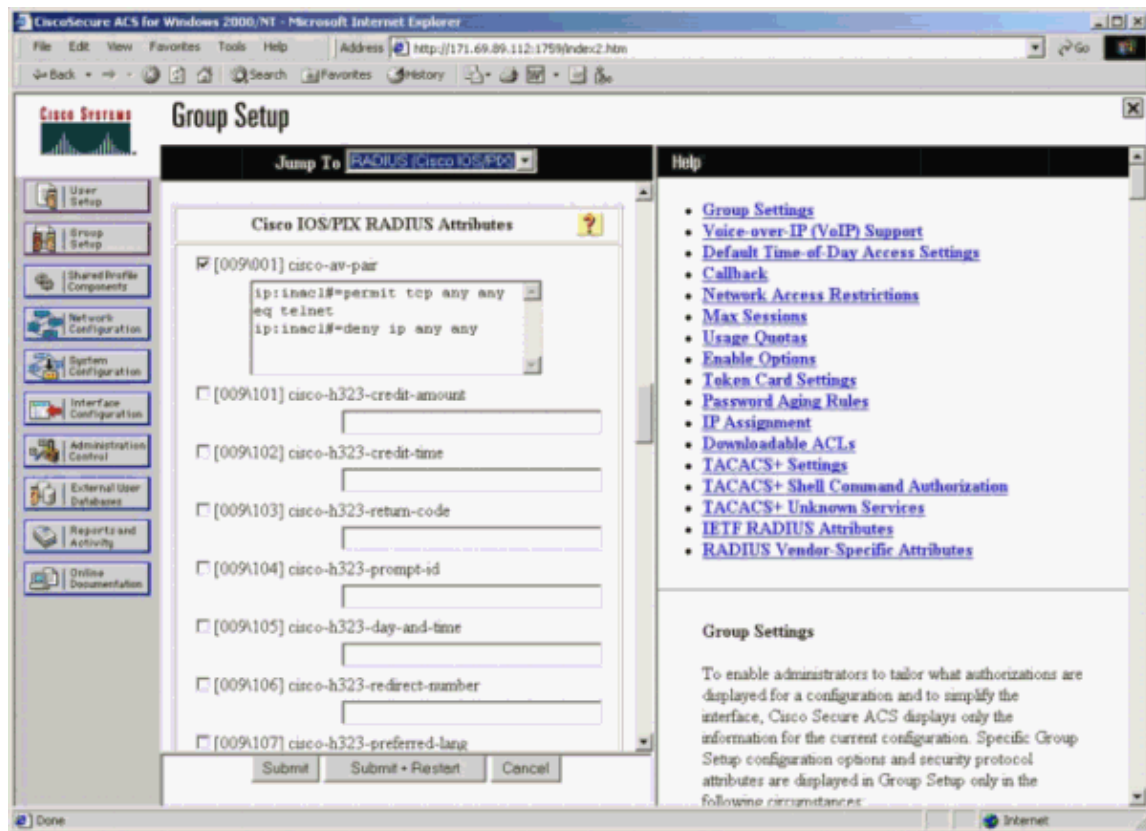 CiscoSecure ACS for Windows 2000/NT - Microsoft Internet Explorer
File Edit View Favorites Tools Help Address http://171.69.89.112:1759/index2.htm Go
Back Search Favorites History
Cisco Systems
Group Setup
Jump To RADIUS (Cisco IOS/PIX)
User Setup
Group Setup
Shared Profile Components
Network Configuration
System Configuration
Interface Configuration
Administration Control
External User Databases
Reports and Activity
Online Documentation
Cisco IOS/PIX RADIUS Attributes
?
[009\001] cisco-av-pair
ip:inacl#=permit tcp any any
eq telnet
ip:inacl#=deny ip any any
[009\101] cisco-h323-credit-amount
[009\102] cisco-h323-credit-time
[009\103] cisco-h323-return-code
[009\104] cisco-h323-prompt-id
[009\105] cisco-h323-day-and-time
[009\106] cisco-h323-redirect-number
[009\107] cisco-h323-preferred-lang
Submit Submit + Restart Cancel
Help
Group Settings
Voice-over-IP (VoIP) Support
Default Time-of-Day Access Settings
Callback
Network Access Restrictions
Max Sessions
Usage Quotas
Enable Options
Token Card Settings
Password Aging Rules
IP Assignment
Downloadable ACLs
TACACS+ Settings
TACACS+ Shell Command Authorization
TACACS+ Unknown Services
IETF RADIUS Attributes
RADIUS Vendor-Specific Attributes
Group Settings
To enable administrators to tailor what authorizations are
displayed for a configuration and to simplify the
interface, Cisco Secure ACS displays only the
information for the current configuration. Specific Group
Setup configuration options and security protocol
attributes are displayed in Group Setup only in the
following circumstances:
Done
Internet